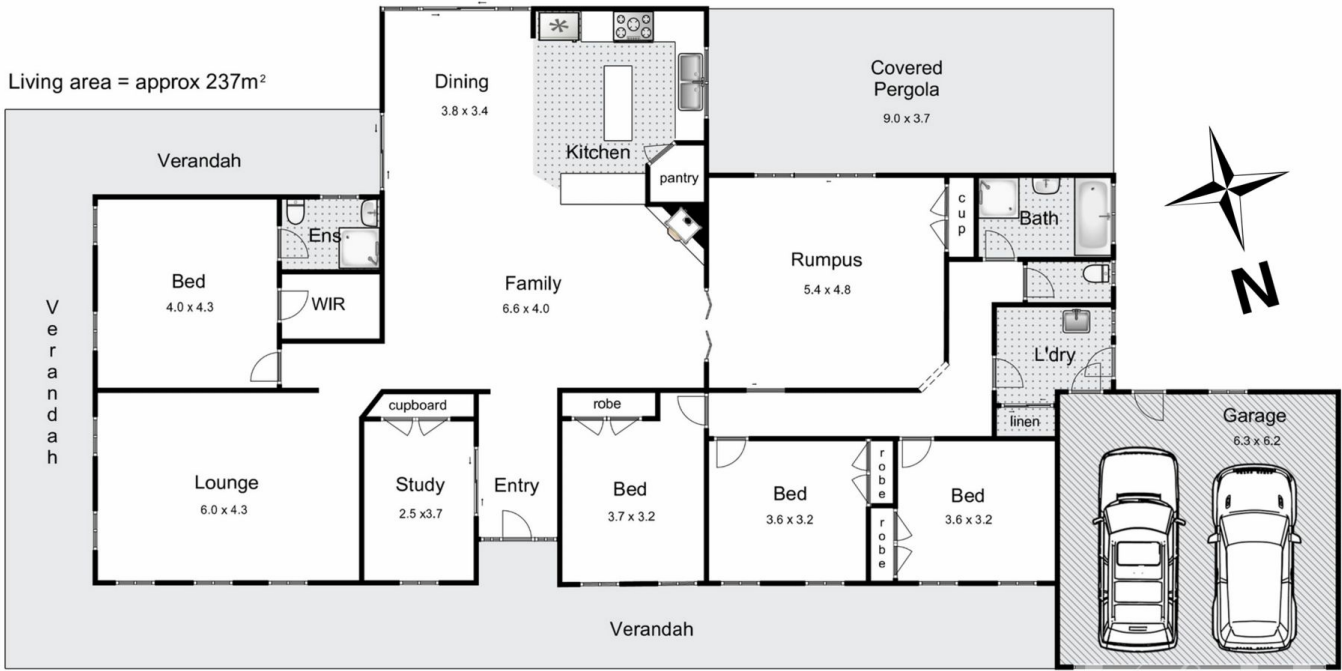 Living area = approx 237m²
Dining
3.8 x 3.4
Covered
Pergola
9.0 x 3.7
Verandah
Kitchen
pantry
cup
Bath
Ens
Bed
4.0 x 4.3
WIR
Family
6.6 x 4.0
Rumpus
5.4 x 4.8
N
Verandah
L'dry
cupboard
robe
linen
Garage
6.3 x 6.2
Lounge
6.0 x 4.3
Study
2.5 x3.7
Entry
Bed
3.7 x 3.2
Bed
3.6 x 3.2
robe
robe
Bed
3.6 x 3.2
Verandah